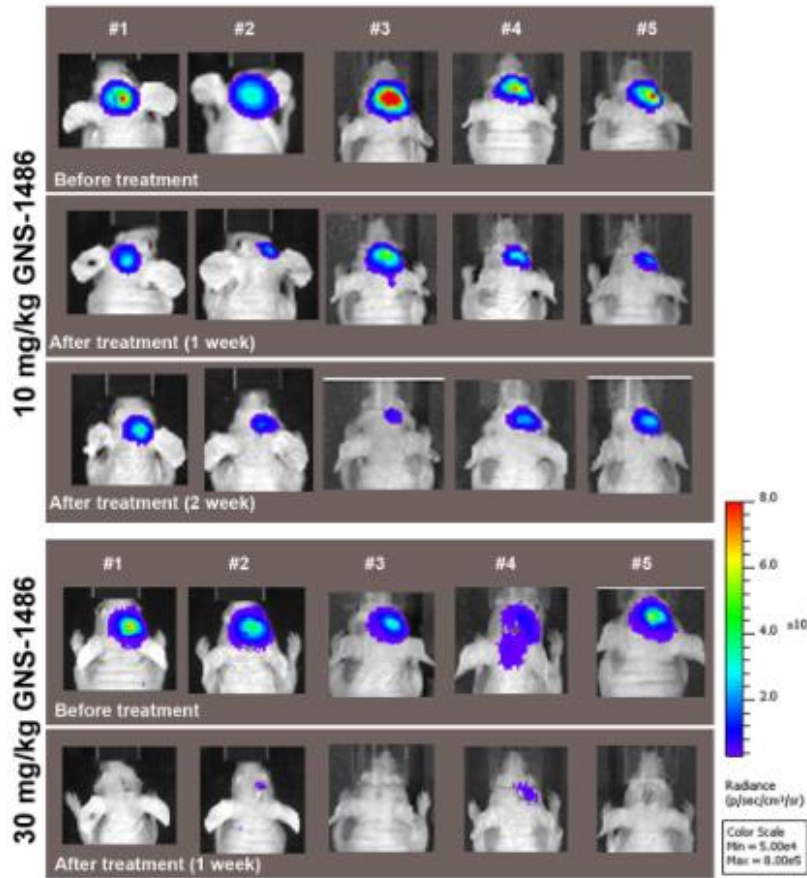 10 mg/kg GNS-1486
#1 #2 #3 #4 #5
Before treatment
After treatment (1 week)
After treatment (2 week)
30 mg/kg GNS-1486
#1 #2 #3 #4 #5
Before treatment
After treatment (1 week)
8.0
6.0
x10
4.0
2.0
Radiance
(p/sec/cm²/sr)
Color Scale
Min = 5.00e4
Max = 8.00e5